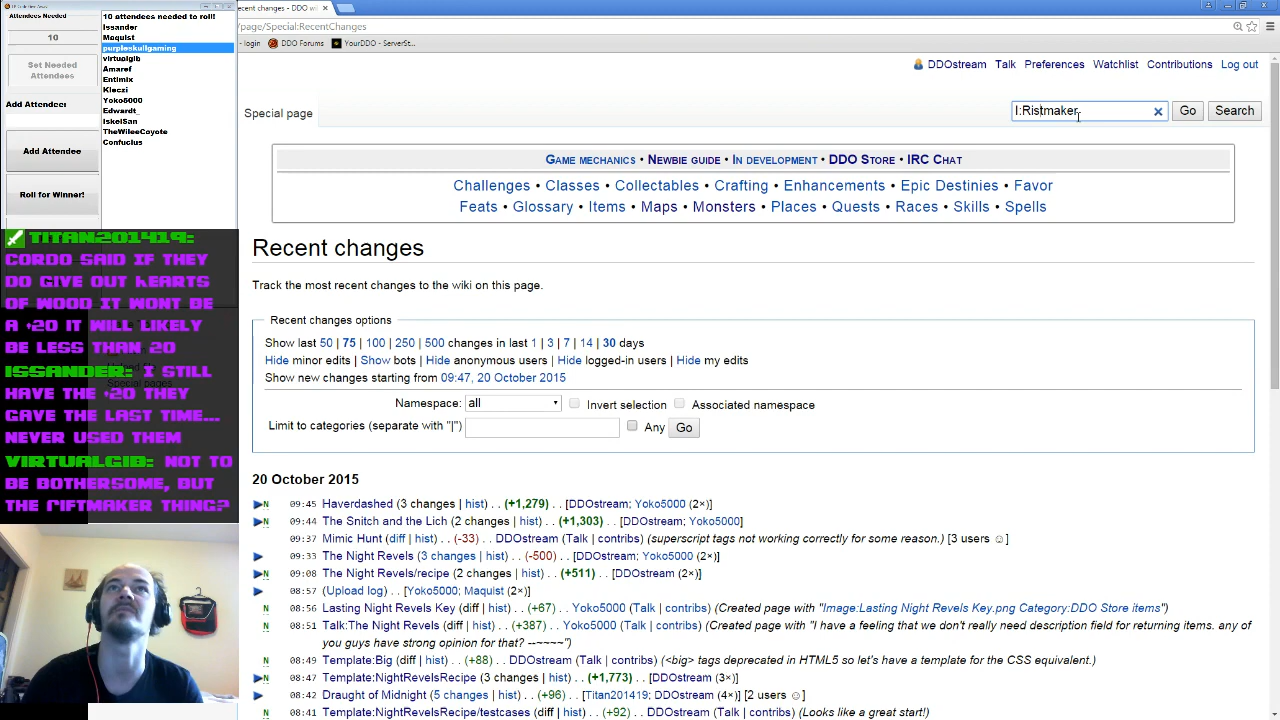 Attendees Needed
10
Set Needed
Attendees
Add Attendee:
Add Attendee
Roll for Winner!
10 attendees needed to roll!
Issander
Maquist
purpleskullgaming
virtualgib
Amaref
Entimix
Kleczi
Yoko5000
Edwardt_
IskelSan
TheWileeCoyote
Confucius
TITAN201419:
CORDO SAID IF THEY
DO GIVE OUT HEARTS
OF WOOD IT WONT BE
A +20 IT WILL LIKELY
BE LESS THAN 20
ISSANDER: I STILL
HAVE THE +20 THEY
GAVE THE LAST TIME...
NEVER USED THEM
VIRTUALGIB: NOT TO
BE BOTHERSOME, BUT
THE RIFTMAKER THING?
Special pages
ecent changes - DDO wi
/page/Special:RecentChanges
- login DDO Forums YourDDO - ServerSt...
DDOstream Talk Preferences Watchlist Contributions Log out
Special page
I:Ristmaker Go Search
Game mechanics • Newbie guide • In development • DDO Store • IRC Chat
Challenges • Classes • Collectables • Crafting • Enhancements • Epic Destinies • Favor
Feats • Glossary • Items • Maps • Monsters • Places • Quests • Races • Skills • Spells
Recent changes
Track the most recent changes to the wiki on this page.
Recent changes options
Show last 50 | 75 | 100 | 250 | 500 changes in last 1 | 3 | 7 | 14 | 30 days
Hide minor edits | Show bots | Hide anonymous users | Hide logged-in users | Hide my edits
Show new changes starting from 09:47, 20 October 2015
Namespace: all Invert selection Associated namespace
Limit to categories (separate with "|") Any Go
20 October 2015
N 09:45 Haverdashed (3 changes | hist) . . (+1,279) . . [DDOstream; Yoko5000 (2×)]
N 09:44 The Snitch and the Lich (2 changes | hist) . . (+1,303) . . [DDOstream; Yoko5000]
09:37 Mimic Hunt (diff | hist) . . (-33) . . DDOstream (Talk | contribs) (superscript tags not working correctly for some reason.) [3 users ☺]
09:33 The Night Revels (3 changes | hist) . . (-500) . . [DDOstream; Yoko5000 (2×)]
N 09:08 The Night Revels/recipe (2 changes | hist) . . (+511) . . [DDOstream (2×)]
08:57 (Upload log) . . [Yoko5000; Maquist (2×)]
N 08:56 Lasting Night Revels Key (diff | hist) . . (+67) . . Yoko5000 (Talk | contribs) (Created page with "Image:Lasting Night Revels Key.png Category:DDO Store items")
N 08:51 Talk:The Night Revels (diff | hist) . . (+387) . . Yoko5000 (Talk | contribs) (Created page with "I have a feeling that we don't really need description field for returning items. any of
you guys have strong opinion for that? --~~~~")
N 08:49 Template:Big (diff | hist) . . (+88) . . DDOstream (Talk | contribs) (<big> tags deprecated in HTML5 so let's have a template for the CSS equivalent.)
N 08:47 Template:NightRevelsRecipe (3 changes | hist) . . (+1,773) . . [DDOstream (3×)]
08:42 Draught of Midnight (5 changes | hist) . . (+96) . . [Titan201419; DDOstream (4×)] [2 users ☺]
N 08:41 Template:NightRevelsRecipe/testcases (diff | hist) . . (+92) . . DDOstream (Talk | contribs) (Looks like a great start!)